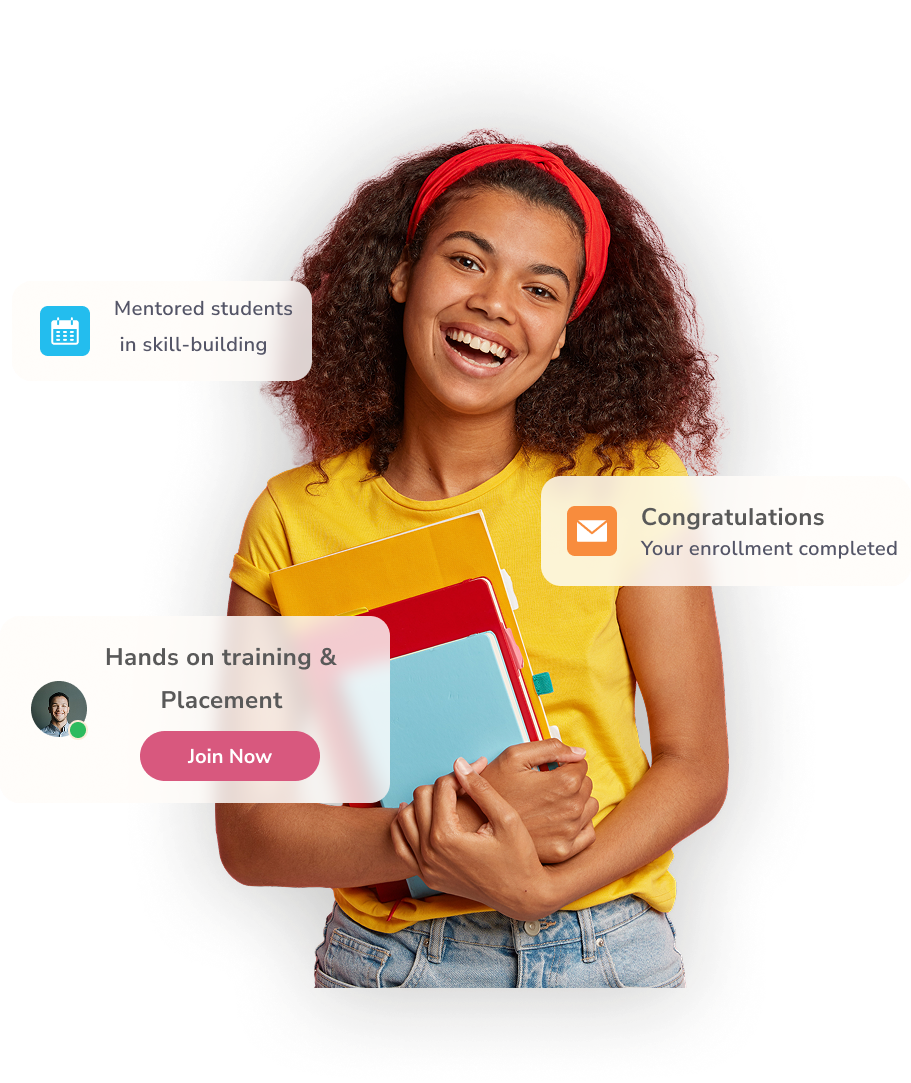 Mentored students
in skill-building
Congratulations
Your enrollment completed
Hands on training &
Placement
Join Now